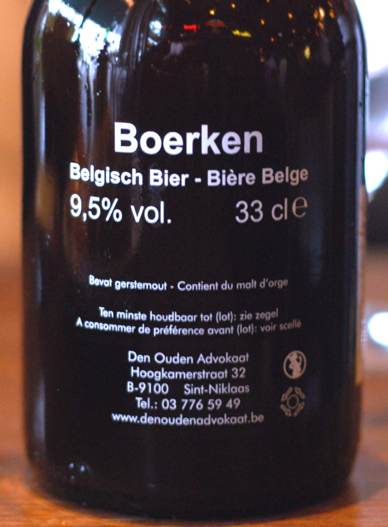 Boerken
Belgisch Bier - Bière Belge
9,5% vol. 33 cl e
Bevat gerstemout - Contient du malt d'orge
Ten minste houdbaar tot (lot): zie zegel
A consommer de préférence avant (lot): voir scellé
Den Ouden Advokaat
Hoogkamerstraat 32
B-9100 Sint-Niklaas
Tel.: 03 776 59 49
www.denoudenadvokaat.be